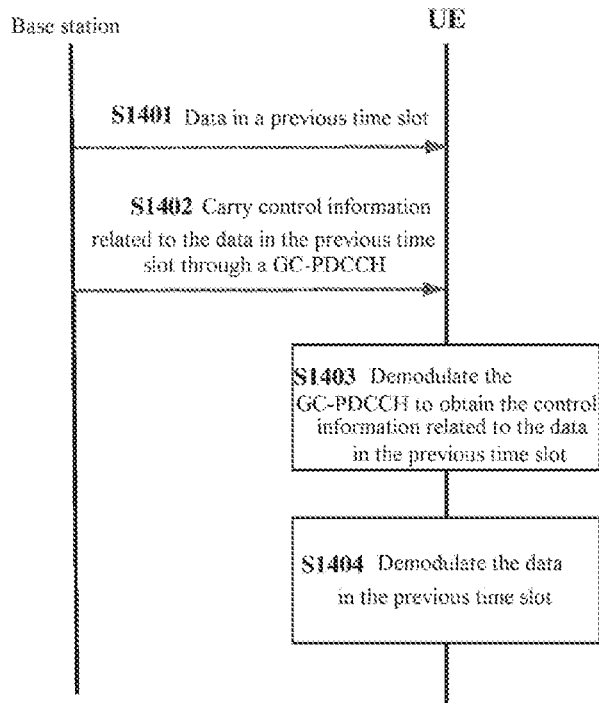 Base station
UE
S1401 Data in a previous time slot
S1402 Carry control information
related to the data in the previous time
slot through a GC-PDCCH
S1403 Demodulate the
GC-PDCCH to obtain the control
information related to the data
in the previous time slot
S1404 Demodulate the data
in the previous time slot